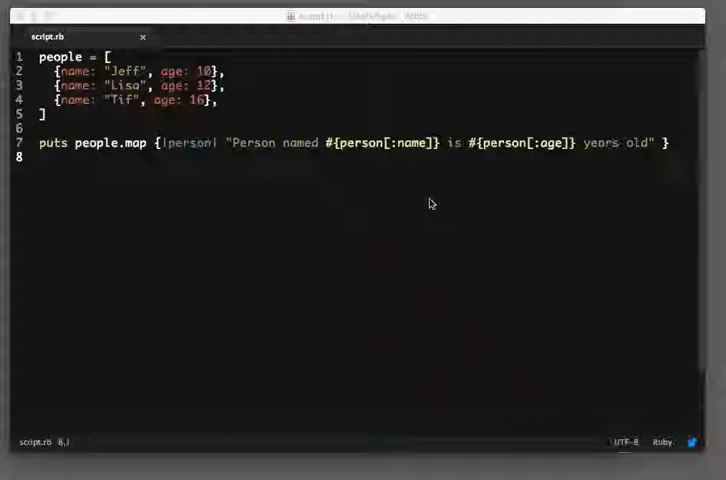 script.rb x
1 people = [
2 {name: "Jeff", age: 10},
3 {name: "Lisa", age: 12},
4 {name: "Tif", age: 16},
5 ]
6
7 puts people.map {|person| "Person named #{person[:name]} is #{person[:age]} years old" }
8
script.rb 8,1 UTF-8 Ruby